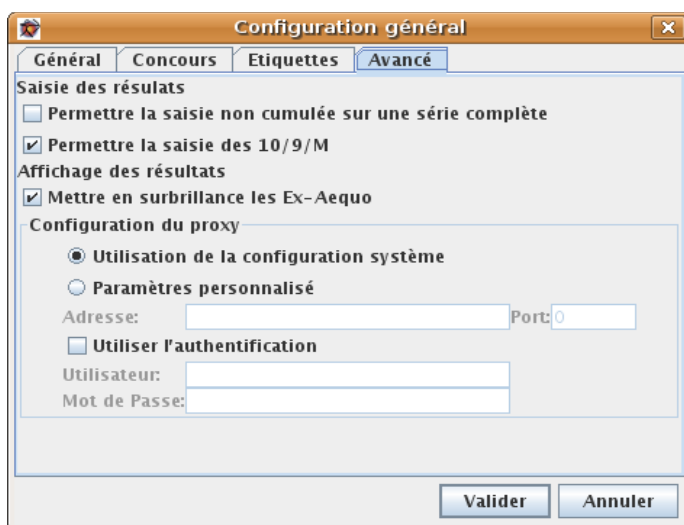 Configuration général
Général Concours Etiquettes Avancé
Saisie des résulats
Permettre la saisie non cumulée sur une série complète
Permettre la saisie des 10/9/M
Affichage des résultats
Mettre en surbrillance les Ex-Aequo
Configuration du proxy
Utilisation de la configuration système
Paramètres personnalisé
Adresse: Port: 0
Utiliser l'authentification
Utilisateur:
Mot de Passe:
Valider Annuler